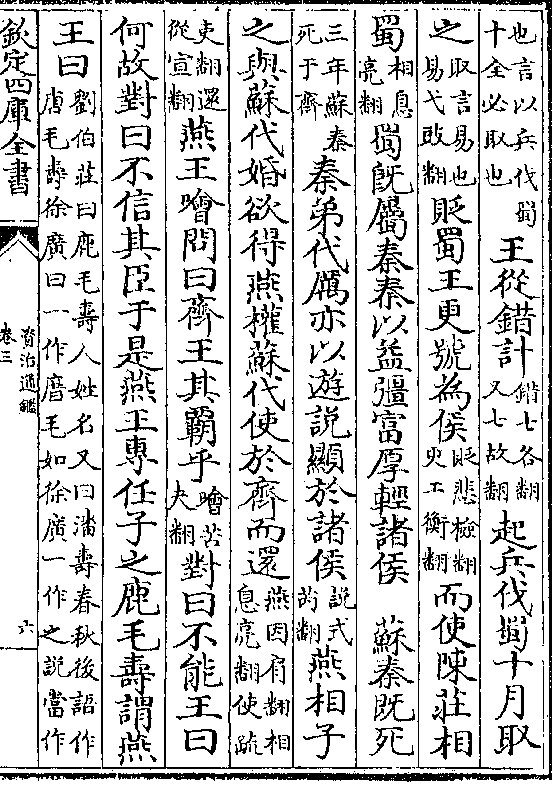 也言以兵伐蜀十全必取也王從錯計錯七各翻又七故翻起兵伐蜀十月取
之取言易也易弋豉翻貶蜀王更號為侯貶悲檢翻更工衡翻而使陳莊相
蜀相息亮翻蜀既屬秦秦以益彊富厚輕諸侯　蘇秦既死
三年蘇秦死于齊秦弟代厲亦以遊説顯於諸侯説式芮翻燕相子
之與蘇代婚欲得燕權蘇代使於齊而還燕因肩翻相息亮翻使疏
吏翻還從宣翻燕王噲問曰齊王其霸乎噲苦夬翻對曰不能王曰
何故對曰不信其臣于是燕王專任子之鹿毛壽謂燕
王曰劉伯莊曰鹿毛壽人姓名又曰潘壽春秋後語作唐毛壽徐廣曰一作厝毛如徐廣一作之説當作
欽定四庫全書
資治通鑑
卷三
六